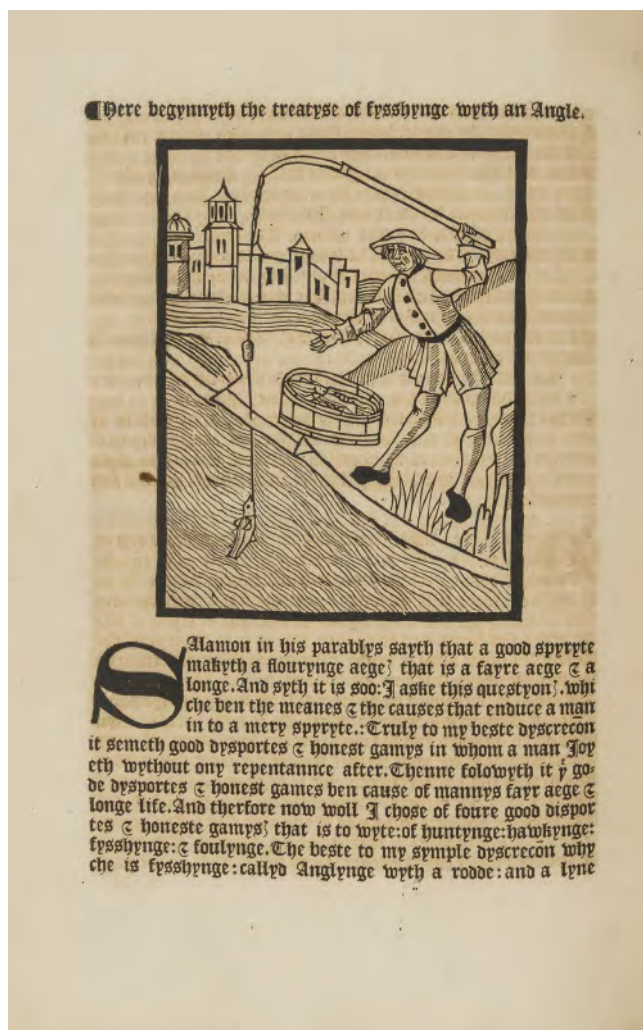 ¶Here begynnyth the treatyse of fysshynge wyth an Angle.
SAlamon in his parablys sayth that a good spyryte
makyth a flourynge aege; that is a fayre aege ⁊ a
longe. And syth it is soo: I aske this questyon;. whi
che ben the meanes ⁊ the causes that enduce a mān
in to a mery spyryte.: Truly to my beste dyscrecōn
it semeth good dysportes ⁊ honest gamys in whom a man Joy
eth wythout ony repentannce after. Thenne folowyth it yͭ go⸗
de dysportes ⁊ honest games ben cause of mannys fayr aege ⁊
longe life. And therfore now woll I chose of foure good dispor
tes ⁊ honeste gamys; that is to wyte: of huntynge: hawkynge:
fysshynge: ⁊ foulynge. The beste to my symple dyscrecōn why
che is fysshynge: callyd Anglynge wyth a rodde: and a lyne